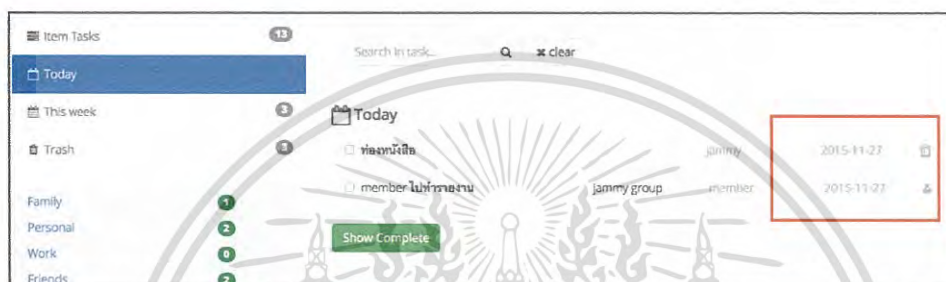 Item Tasks 13
Today
This week 3
Trash 3
Family 1
Personal 2
Work 0
Friends 2
Search in task... clear
Today
ท่องหนังสือ jammy 2015-11-27
member ไปทำรายงาน jammy group member 2015-11-27
Show Complete